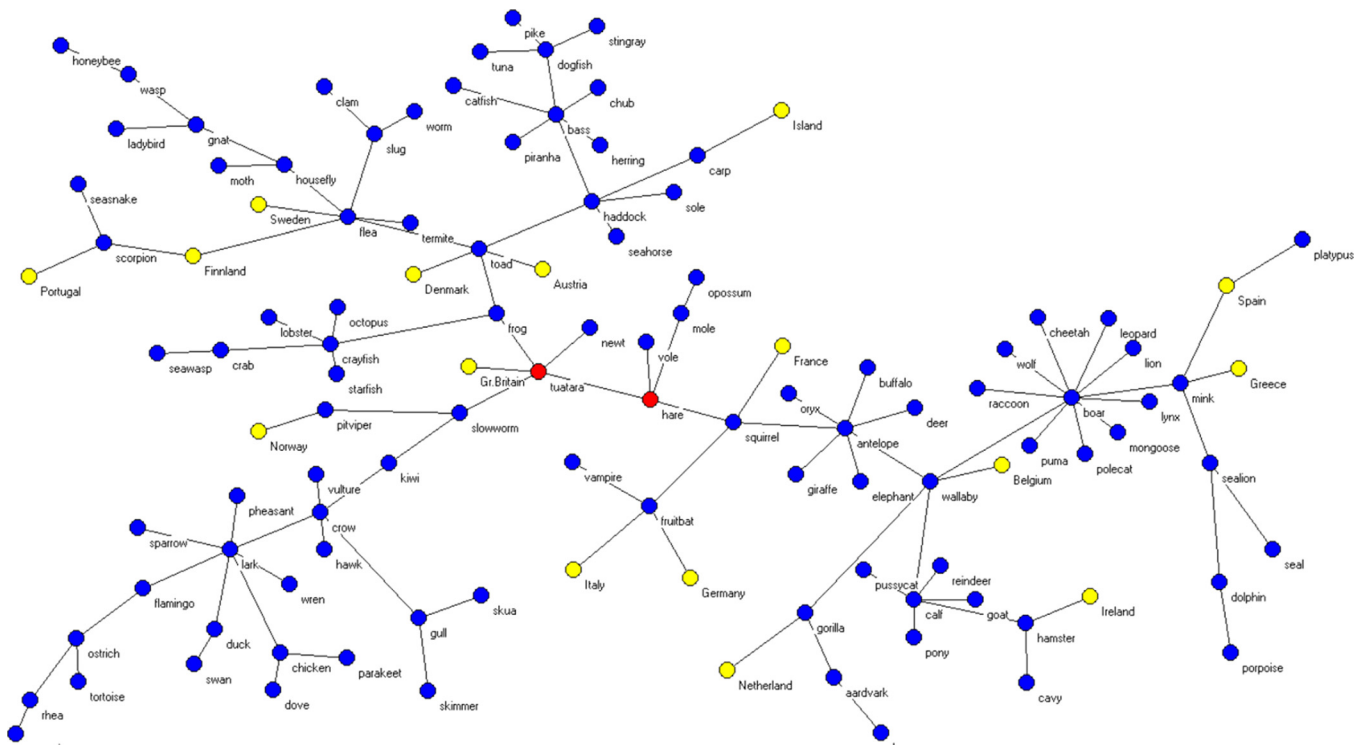 pike
stingray
honeybee
tuna
dogfish
wasp
clam
catfish
chub
worm
bass
Island
ladybird
gnat
slug
piranha
herring
carp
moth
housefly
seasnake
haddock
sole
Sweden
flea
termite
seahorse
scorpion
Finnland
toad
platypus
Portugal
Denmark
Austria
opossum
Spain
octopus
lobster
frog
mole
cheetah
leopard
crayfish
newt
vole
France
wolf
lion
seawasp
crab
starfish
Gr.Britain
tuatara
buffalo
Greece
hare
oryx
raccoon
boar
lynx
mink
pitviper
slowworm
squirrel
antelope
deer
mongoose
Norway
puma
polecat
vampire
giraffe
elephant
wallaby
Belgium
sealion
kiwi
vulture
pheasant
crow
fruitbat
sparrow
lark
hawk
seal
Italy
Germany
pussycat
reindeer
flamingo
wren
skua
calf
goat
Ireland
dolphin
duck
gull
gorilla
hamster
ostrich
chicken
parakeet
pony
swan
Netherland
porpoise
tortoise
dove
skimmer
aardvark
cavy
rhea